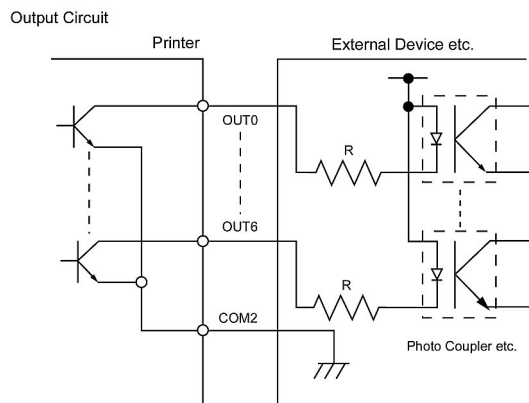 Output Circuit
Printer
External Device etc.
OUT0
R
OUT6
R
COM2
Photo Coupler etc.